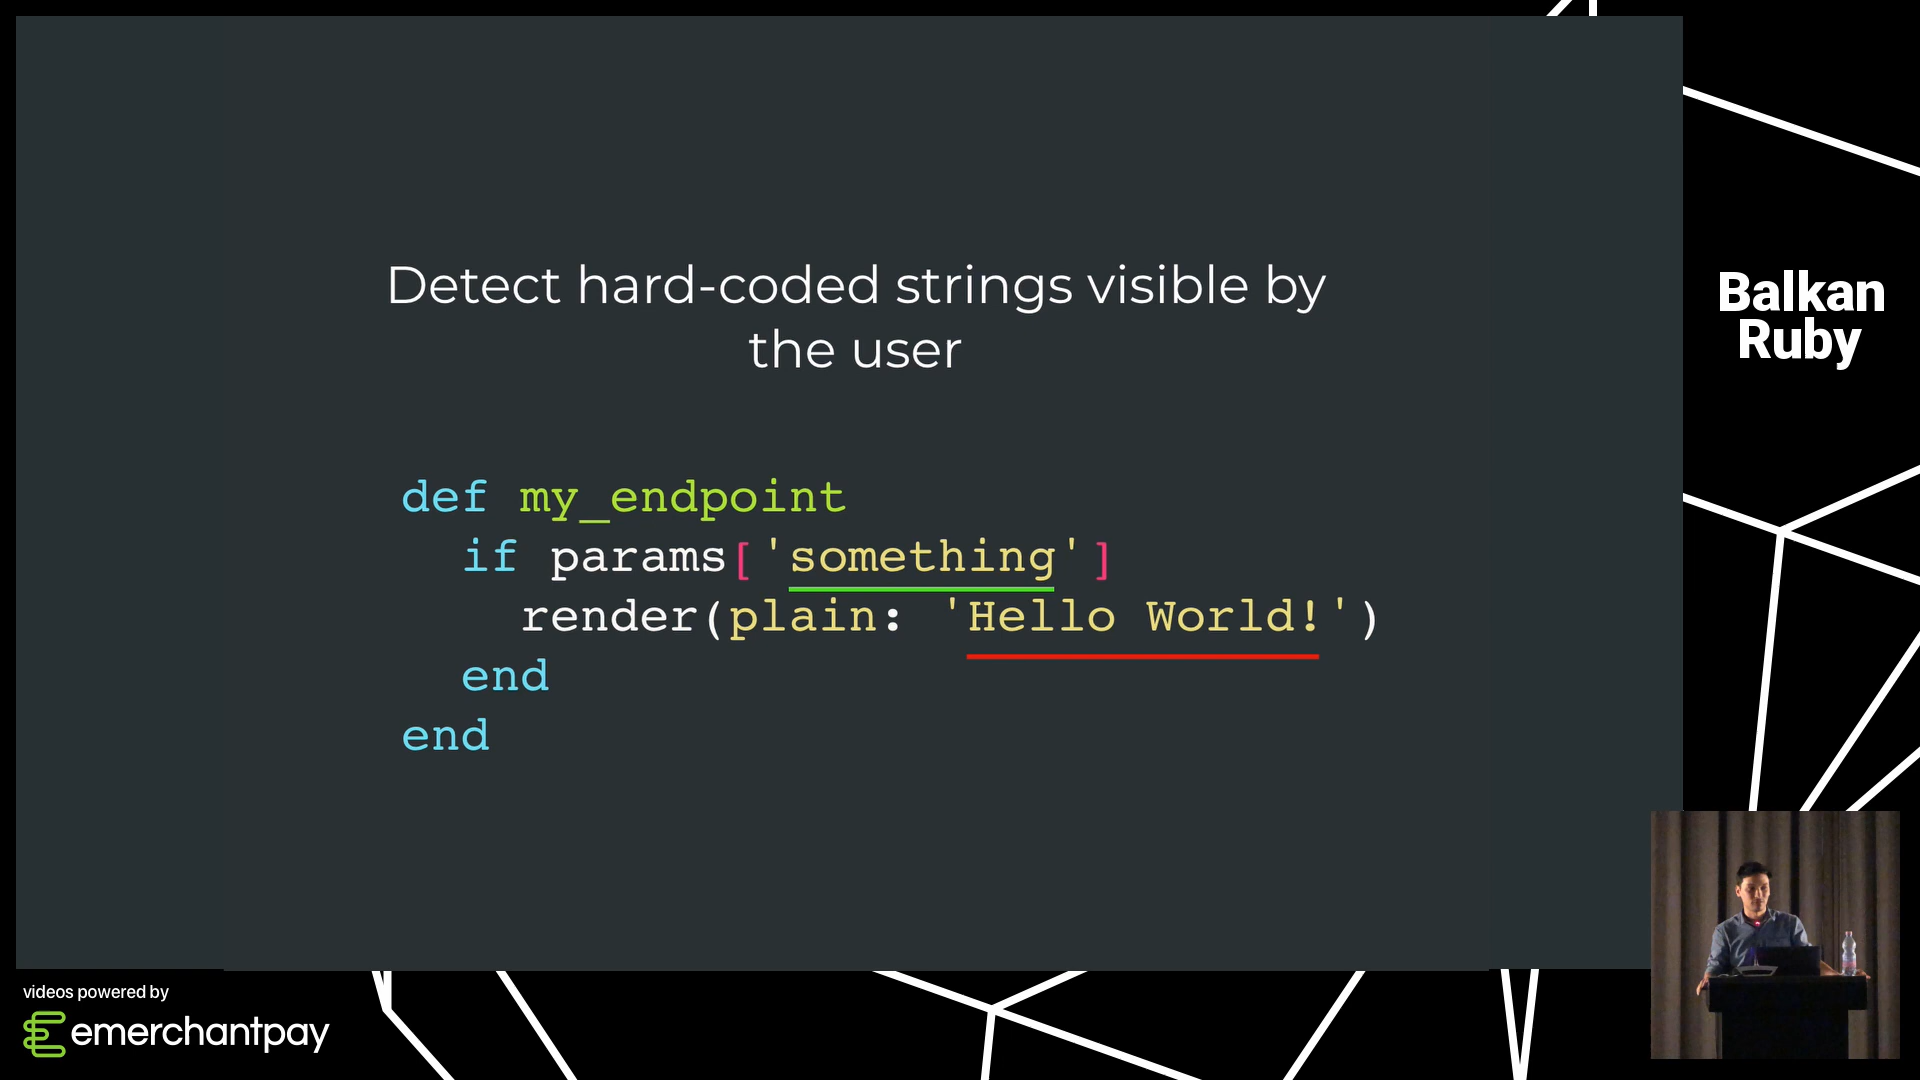 Detect hard-coded strings visible by
the user
def my_endpoint
if params['something']
render(plain: 'Hello World!')
end
end
Balkan
Ruby
videos powered by
emerchantpay